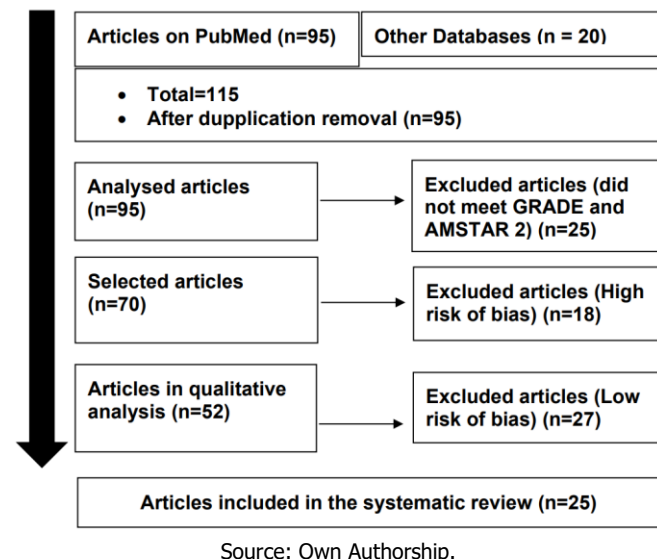 Articles on PubMed (n=95)
Other Databases (n = 20)
• Total=115
• After dupplication removal (n=95)
Analysed articles
(n=95)
Excluded articles (did
not meet GRADE and
AMSTAR 2) (n=25)
Selected articles
(n=70)
Excluded articles (High
risk of bias) (n=18)
Articles in qualitative
analysis (n=52)
Excluded articles (Low
risk of bias) (n=27)
Articles included in the systematic review (n=25)
Source: Own Authorship.